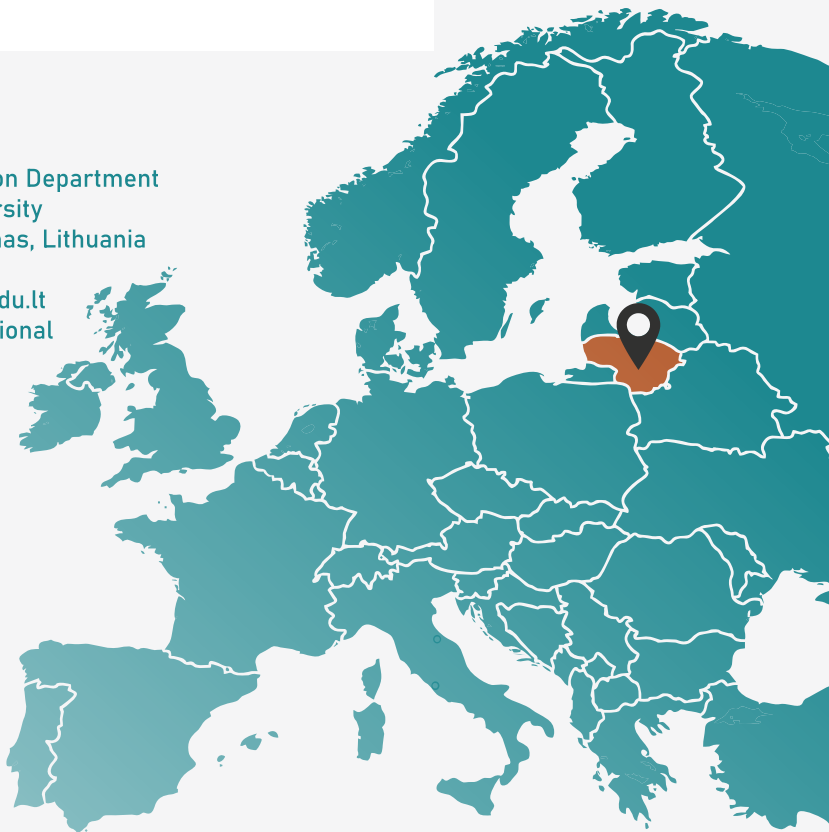 on Department
rsity
nas, Lithuania
du.lt
ional